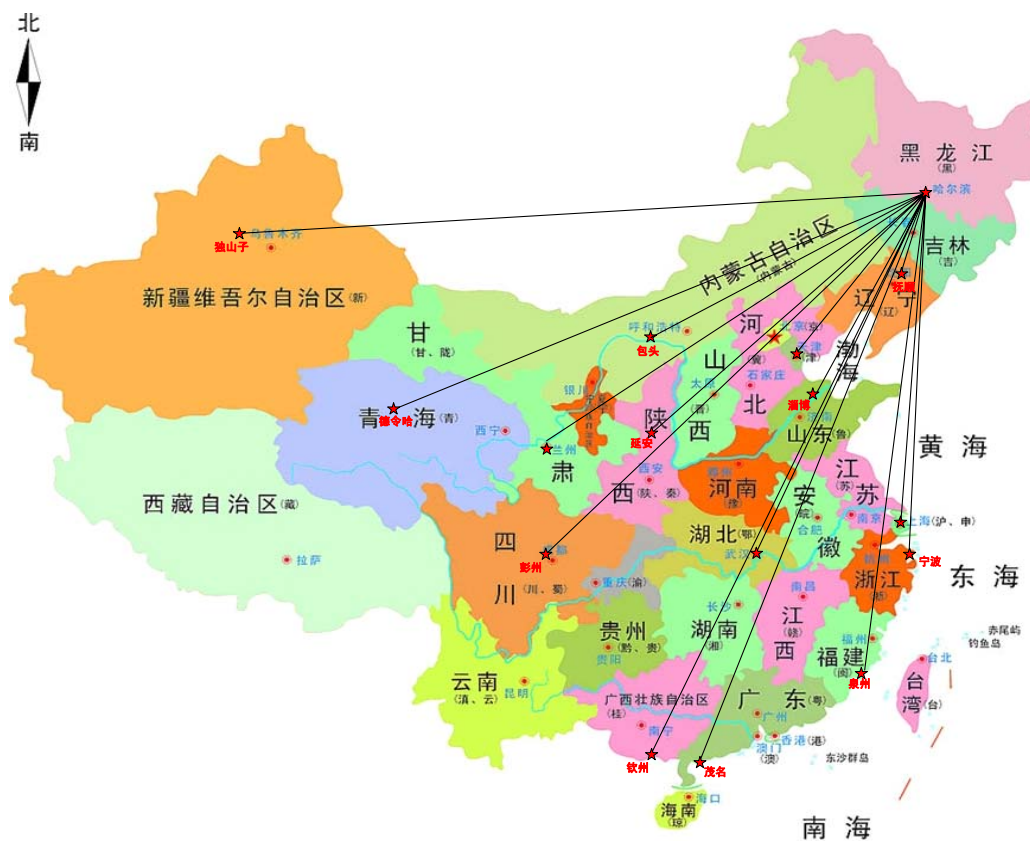 北
南
黑龙江
(黑)
哈尔滨
吉林
(吉)
抚顺
辽宁
(辽)
内蒙古自治区
(内蒙古)
乌鲁木齐
独山子
新疆维吾尔自治区(新)
甘
(甘、陇)
肃
呼和浩特
包头
河
(冀)
北
北京(京)
天津
(津)
渤海
石家庄
山
西
太原
(晋)
银川
淄博
济南
山东(鲁)
黄海
青海(青)
德令哈
西宁
兰州
陕
西
(陕、秦)
延安
西安
郑州
河南
(豫)
江
苏
(苏)
南京
安
徽
(皖)
合肥
上海(沪、申)
西藏自治区(藏)
拉萨
四
川
(川、蜀)
彭州
重庆(渝)
湖北(鄂)
武汉
宁波
浙江
东海
南昌
江
西
(赣)
长沙
湖南
(湘)
贵州
(黔、贵)
贵阳
福州
福建
(闽)
泉州
赤尾屿
钓鱼岛
台北
台湾(台)
云南
(滇、云)
昆明
广西壮族自治区
(桂)
南宁
钦州
广东(粤)
广州
香港(港)
澳门
(澳)
东沙群岛
茂名
海口
海南
(琼)
南海